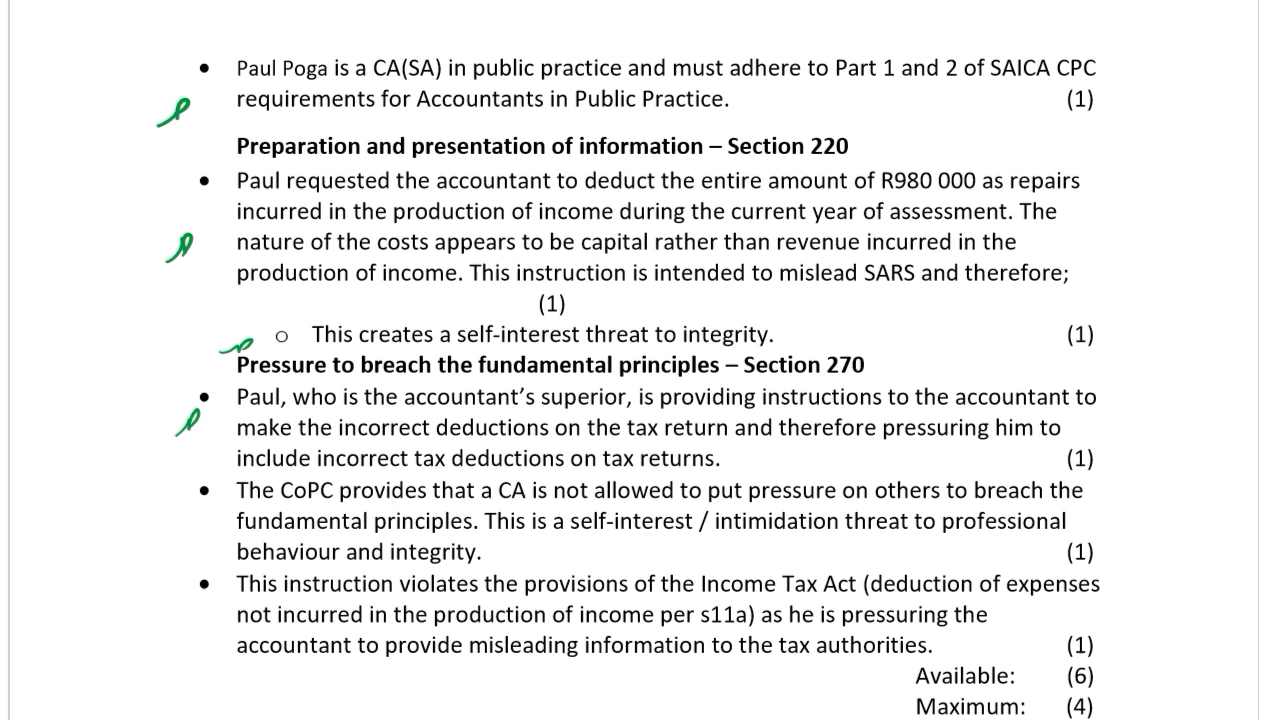 • Paul Poga is a CA(SA) in public practice and must adhere to Part 1 and 2 of SAICA CPC
requirements for Accountants in Public Practice. (1)
Preparation and presentation of information – Section 220
• Paul requested the accountant to deduct the entire amount of R980 000 as repairs
incurred in the production of income during the current year of assessment. The
nature of the costs appears to be capital rather than revenue incurred in the
production of income. This instruction is intended to mislead SARS and therefore;
(1)
o This creates a self-interest threat to integrity. (1)
Pressure to breach the fundamental principles – Section 270
• Paul, who is the accountant’s superior, is providing instructions to the accountant to
make the incorrect deductions on the tax return and therefore pressuring him to
include incorrect tax deductions on tax returns. (1)
• The CoPC provides that a CA is not allowed to put pressure on others to breach the
fundamental principles. This is a self-interest / intimidation threat to professional
behaviour and integrity. (1)
• This instruction violates the provisions of the Income Tax Act (deduction of expenses
not incurred in the production of income per s11a) as he is pressuring the
accountant to provide misleading information to the tax authorities. (1)
Available: (6)
Maximum: (4)